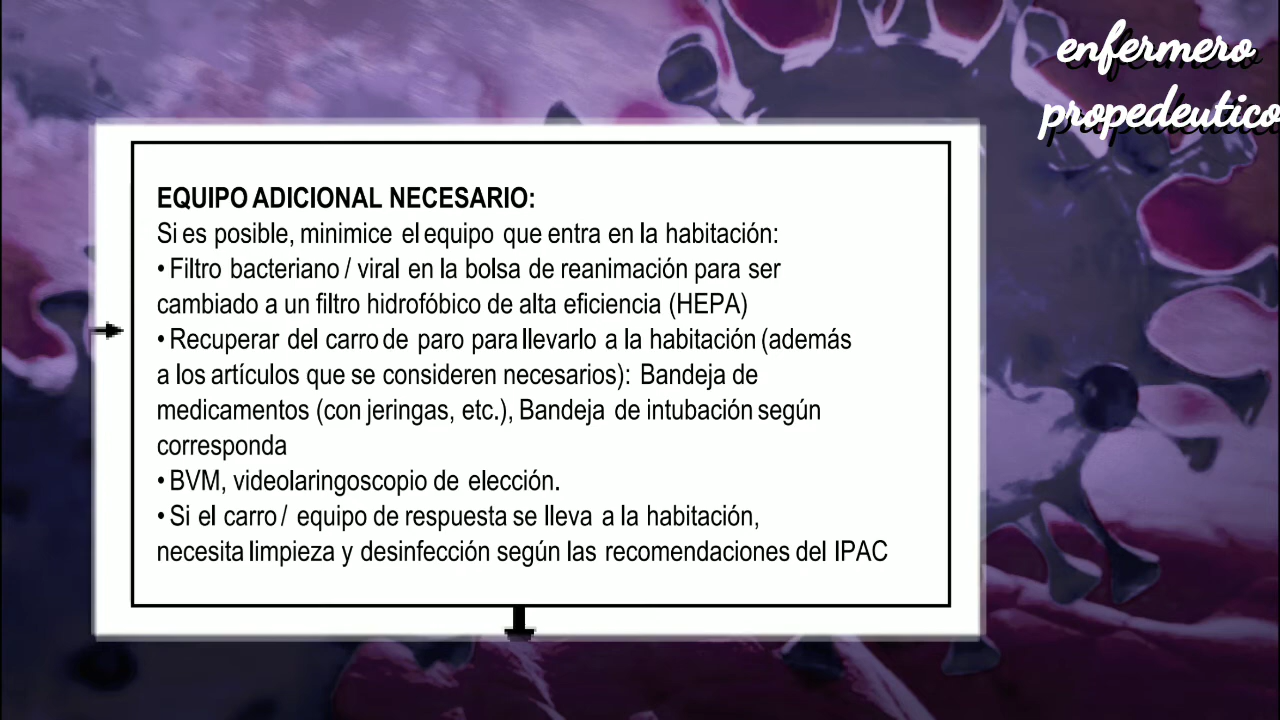 enfermero
propedeutico
EQUIPO ADICIONAL NECESARIO:
Si es posible, minimice el equipo que entra en la habitación:
• Filtro bacteriano / viral en la bolsa de reanimación para ser
cambiado a un filtro hidrofóbico de alta eficiencia (HEPA)
• Recuperar del carro de paro para llevarlo a la habitación (además
a los artículos que se consideren necesarios): Bandeja de
medicamentos (con jeringas, etc.), Bandeja de intubación según
corresponda
• BVM, videolaringoscopio de elección.
• Si el carro / equipo de respuesta se lleva a la habitación,
necesita limpieza y desinfección según las recomendaciones del IPAC